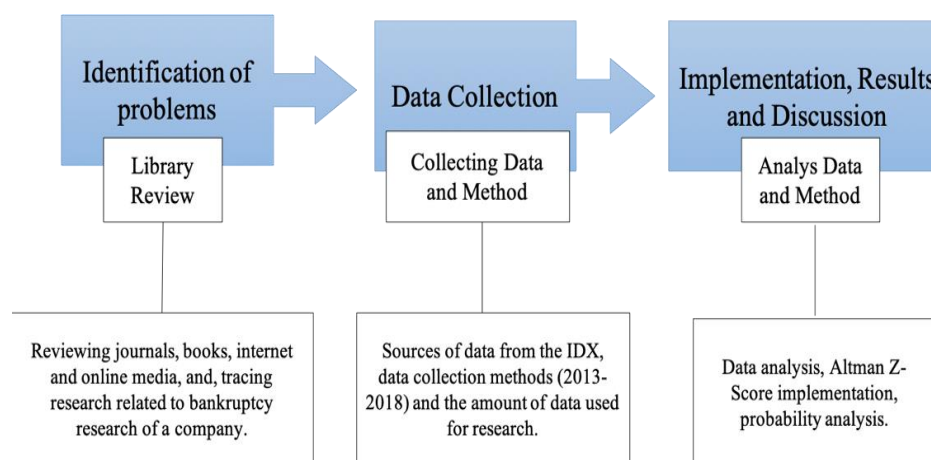 Identification of
problems
Library
Review
Reviewing journals, books, internet
and online media, and, tracing
research related to bankruptcy
research of a company.
Data Collection
Collecting Data
and Method
Sources of data from the IDX,
data collection methods (2013-
2018) and the amount of data used
for research.
Implementation, Results
and Discussion
Analys Data
and Method
Data analysis, Altman Z-
Score implementation,
probability analysis.